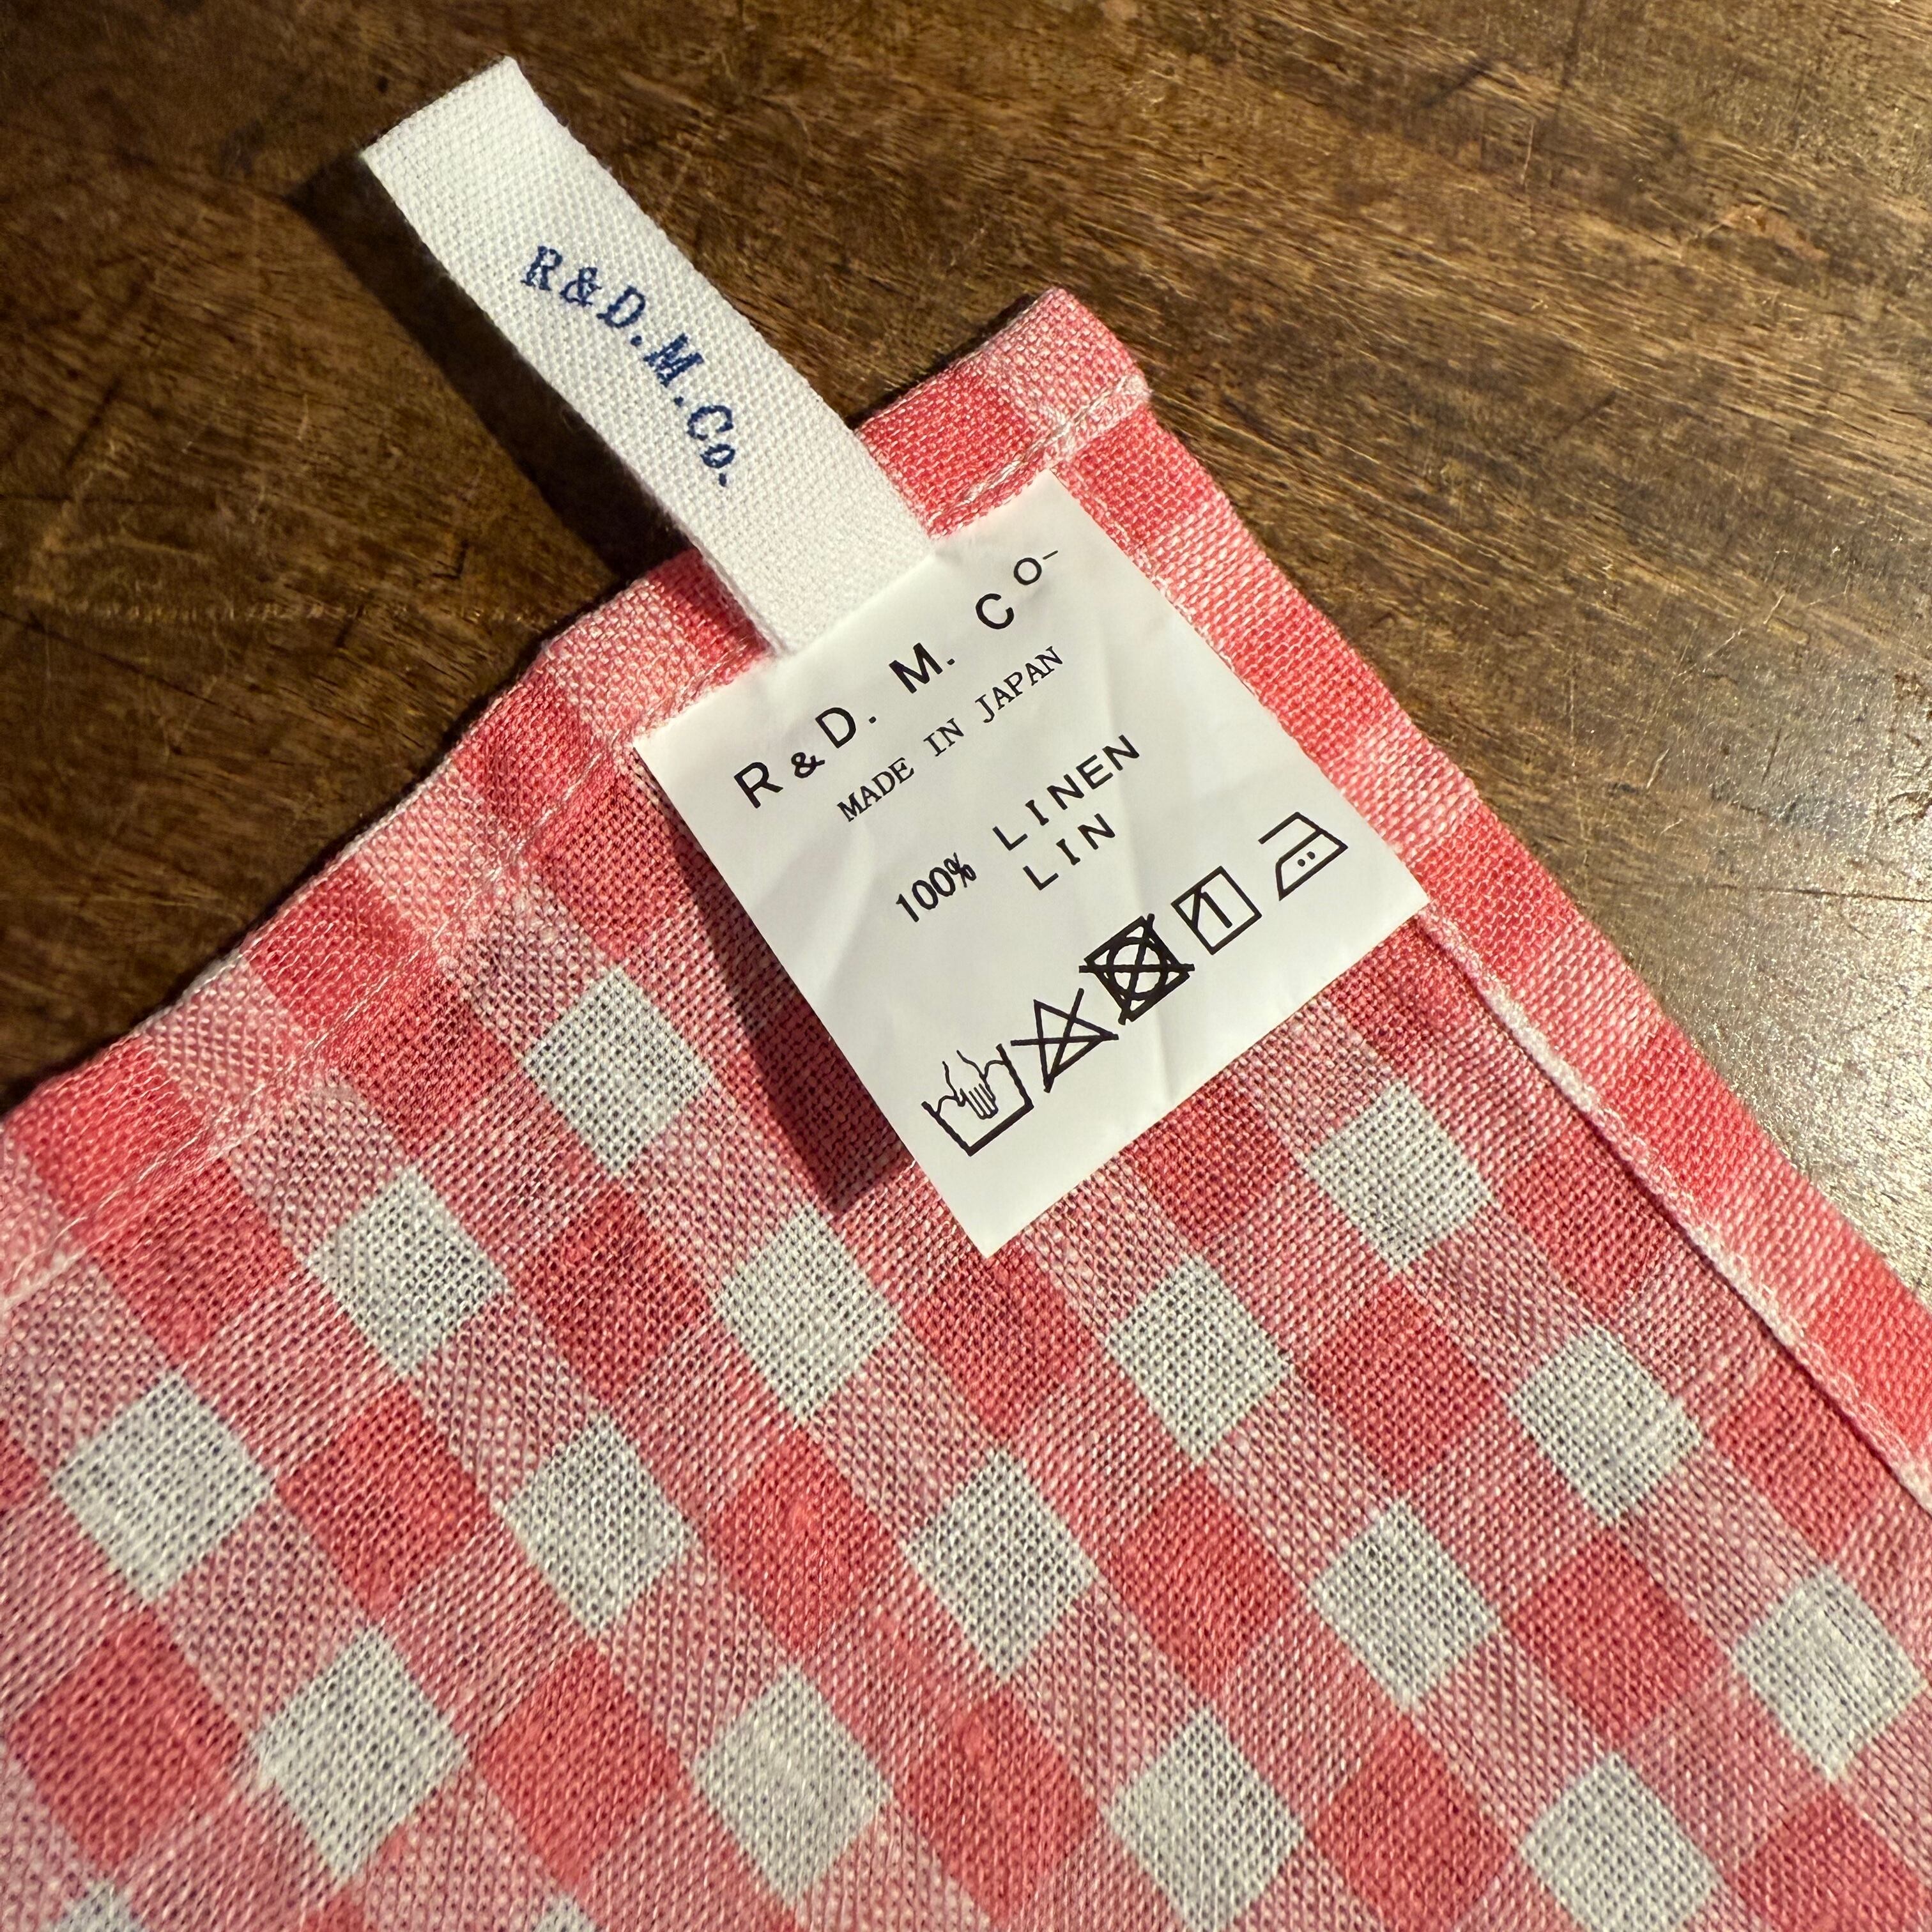 R&D.M.Co.
R&D. M. Co-
MADE IN JAPAN
100% LINEN
LIN